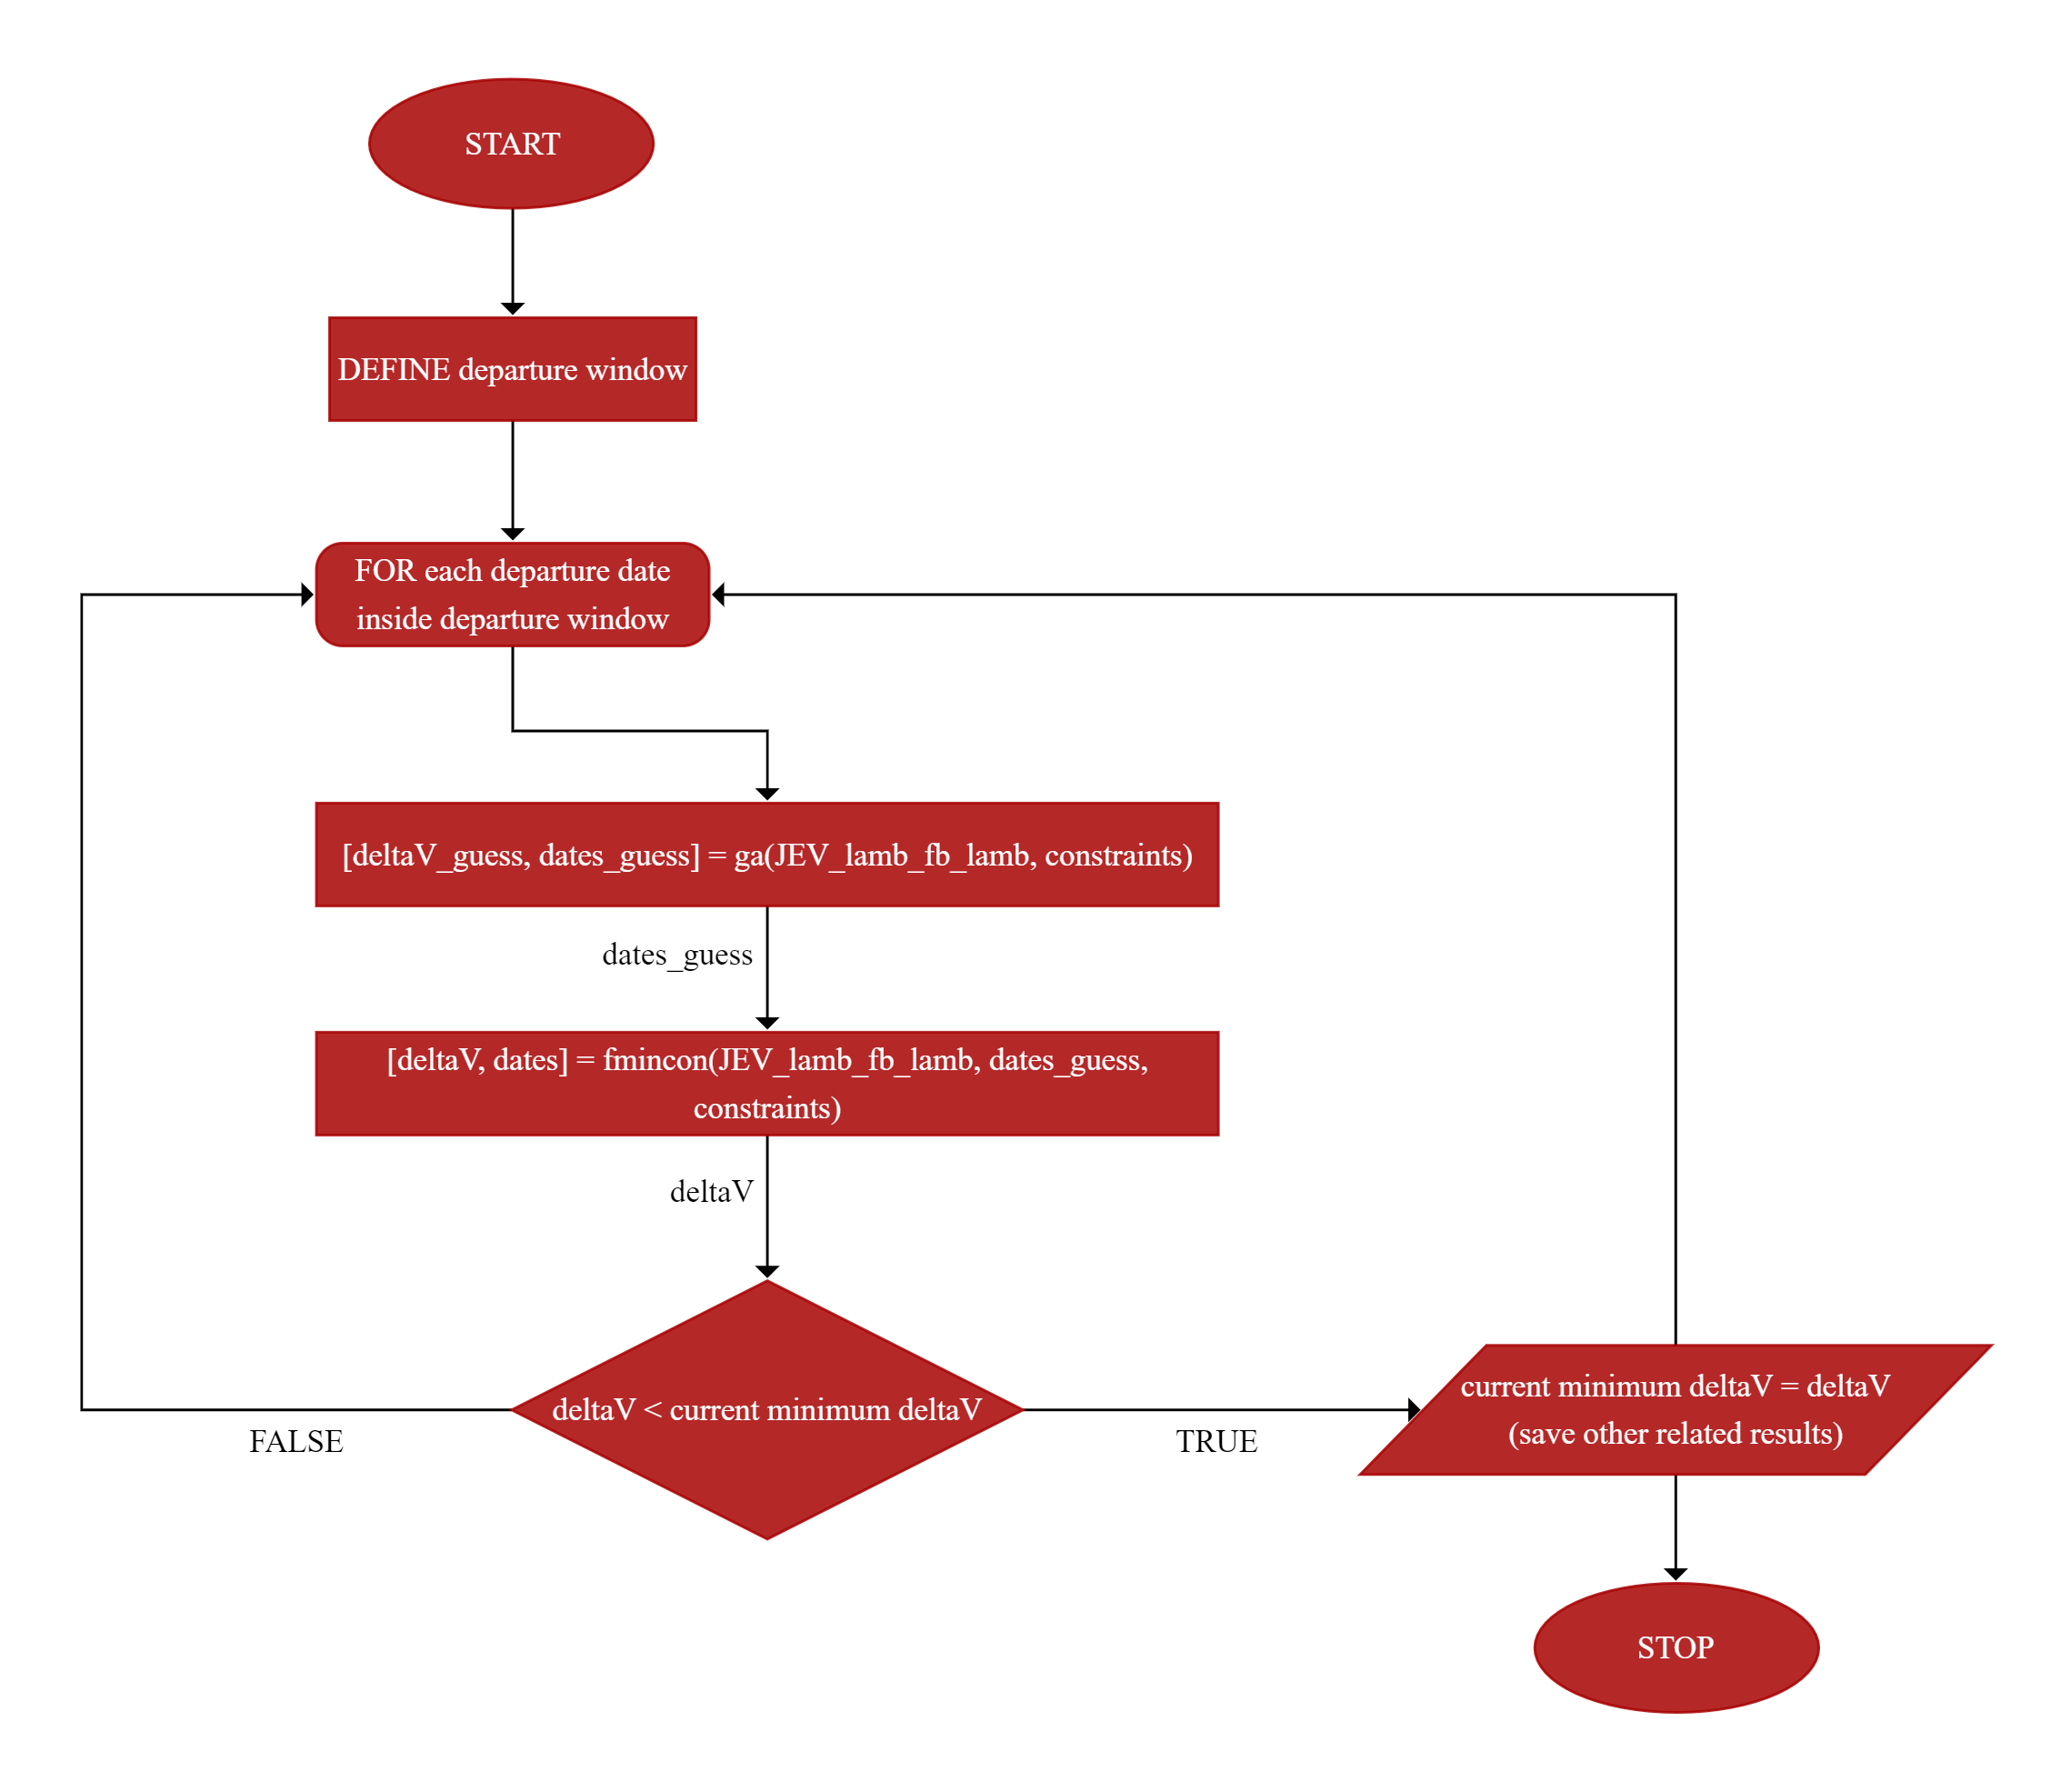 START
DEFINE departure window
FOR each departure date
inside departure window
[deltaV_guess, dates_guess] = ga(JEV_lamb_fb_lamb, constraints)
dates_guess
[deltaV, dates] = fmincon(JEV_lamb_fb_lamb, dates_guess,
constraints)
deltaV
deltaV < current minimum deltaV
FALSE
TRUE
current minimum deltaV = deltaV
(save other related results)
STOP